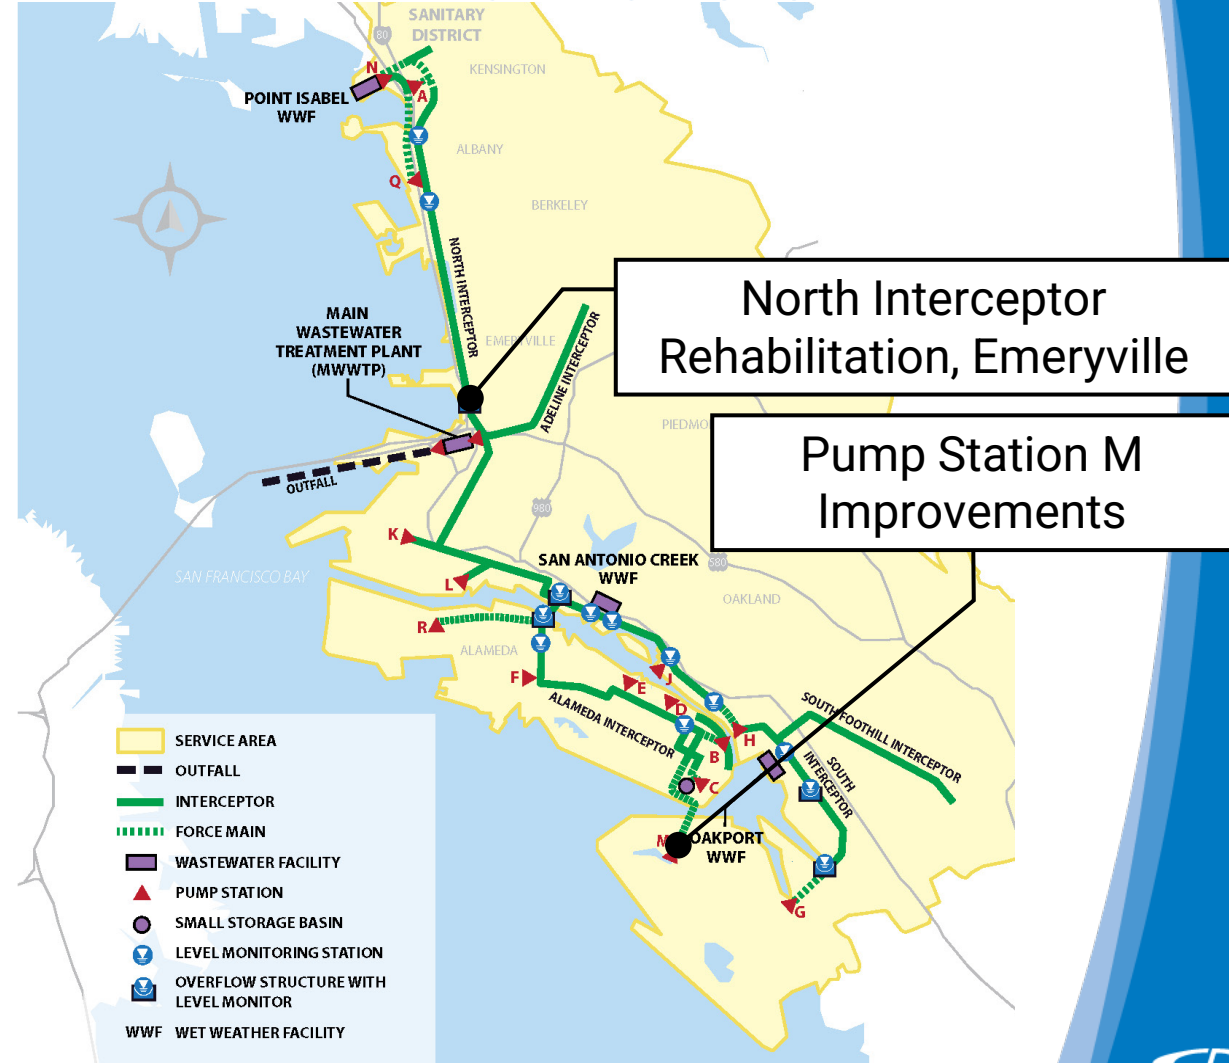 SANITARY
DISTRICT
80
KENSINGTON
N
A
POINT ISABEL
WWF
ALBANY
Q
BERKELEY
NORTH INTERCEPTOR
North Interceptor
Rehabilitation, Emeryville
MAIN
WASTEWATER
TREATMENT PLANT
(MWWTP)
EMERYVILLE
ADELINE INTERCEPTOR
Pump Station M
Improvements
OUTFALL
980
K
SAN ANTONIO CREEK
WWF
580
SAN FRANCISCO BAY
L
OAKLAND
R
ALAMEDA
J
F
E
D
ALAMEDA INTERCEPTOR
H
B
SOUTH FOOTHILL INTERCEPTOR
SOUTH
INTERCEPTOR
C
M
OAKPORT
WWF
G
SERVICE AREA
OUTFALL
INTERCEPTOR
FORCE MAIN
WASTEWATER FACILITY
PUMP STATION
SMALL STORAGE BASIN
LEVEL MONITORING STATION
OVERFLOW STRUCTURE WITH
LEVEL MONITOR
WWF WET WEATHER FACILITY